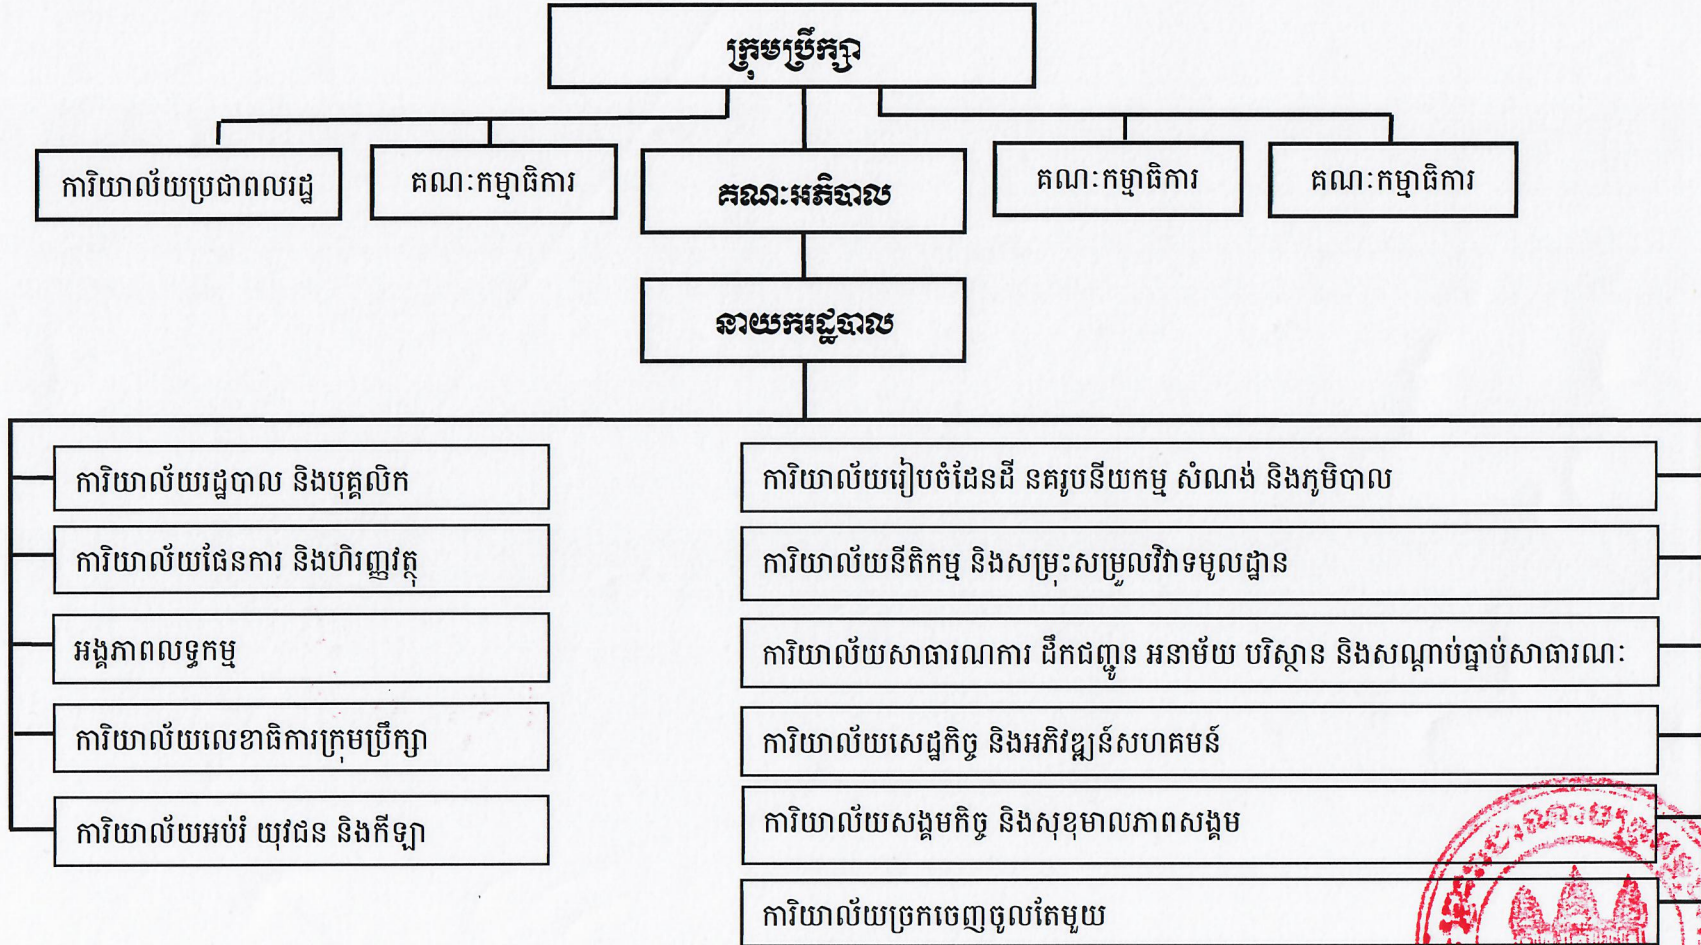 ក្រុមប្រឹក្សា
ការិយាល័យប្រជាពលរដ្ឋ
គណៈកម្មាធិការ
គណៈអភិបាល
គណៈកម្មាធិការ
គណៈកម្មាធិការ
នាយករដ្ឋបាល
ការិយាល័យរដ្ឋបាល និងបុគ្គលិក
ការិយាល័យផែនការ និងហិរញ្ញវត្ថុ
អង្គភាពលទ្ធកម្ម
ការិយាល័យលេខាធិការក្រុមប្រឹក្សា
ការិយាល័យអប់រំ យុវជន និងកីឡា
ការិយាល័យរៀបចំដែនដី នគរូបនីយកម្ម សំណង់ និងភូមិបាល
ការិយាល័យនីតិកម្ម និងសម្រុះសម្រួលវិវាទមូលដ្ឋាន
ការិយាល័យសាធារណការ ដឹកជញ្ជូន អនាម័យ បរិស្ថាន និងសណ្តាប់ធ្នាប់សាធារណៈ
ការិយាល័យសេដ្ឋកិច្ច និងអភិវឌ្ឍន៍សហគមន៍
ការិយាល័យសង្គមកិច្ច និងសុខុមាលភាពសង្គម
ការិយាល័យច្រកចេញចូលតែមួយ